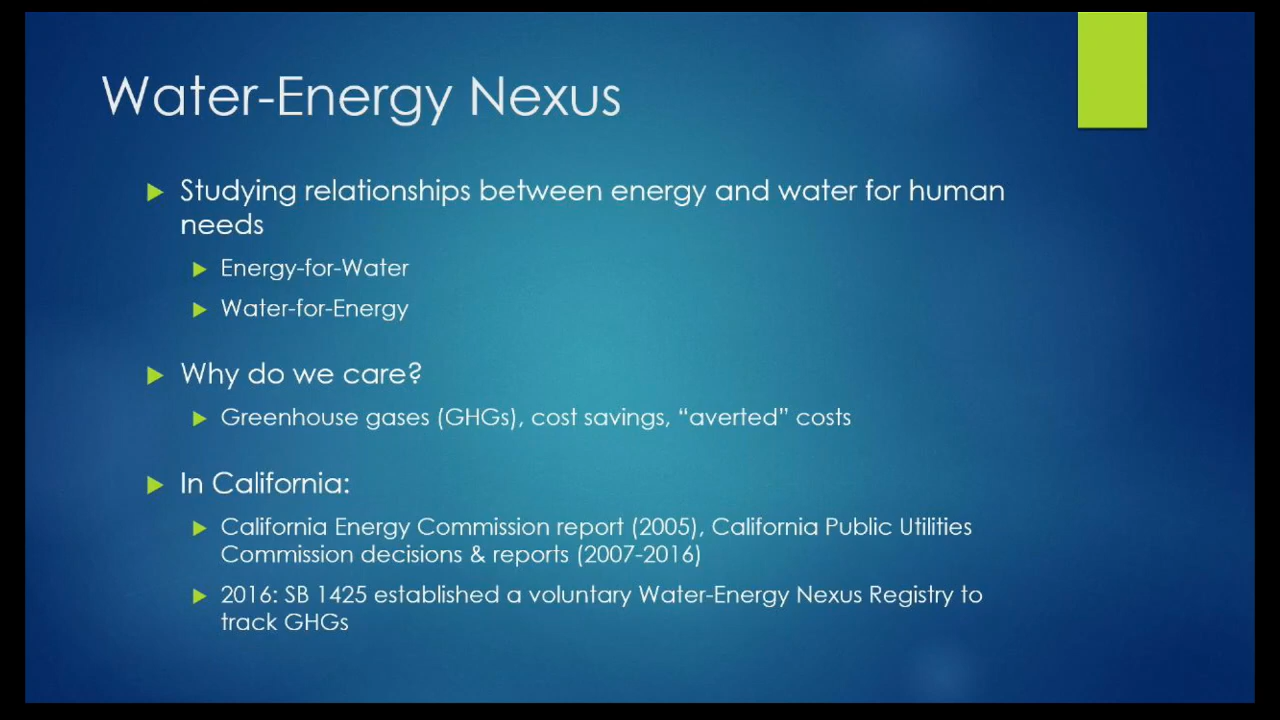 Water-Energy Nexus
Studying relationships between energy and water for human
needs
Energy-for-Water
Water-for-Energy
Why do we care?
Greenhouse gases (GHGs), cost savings, “averted” costs
In California:
California Energy Commission report (2005), California Public Utilities
Commission decisions & reports (2007-2016)
2016: SB 1425 established a voluntary Water-Energy Nexus Registry to
track GHGs